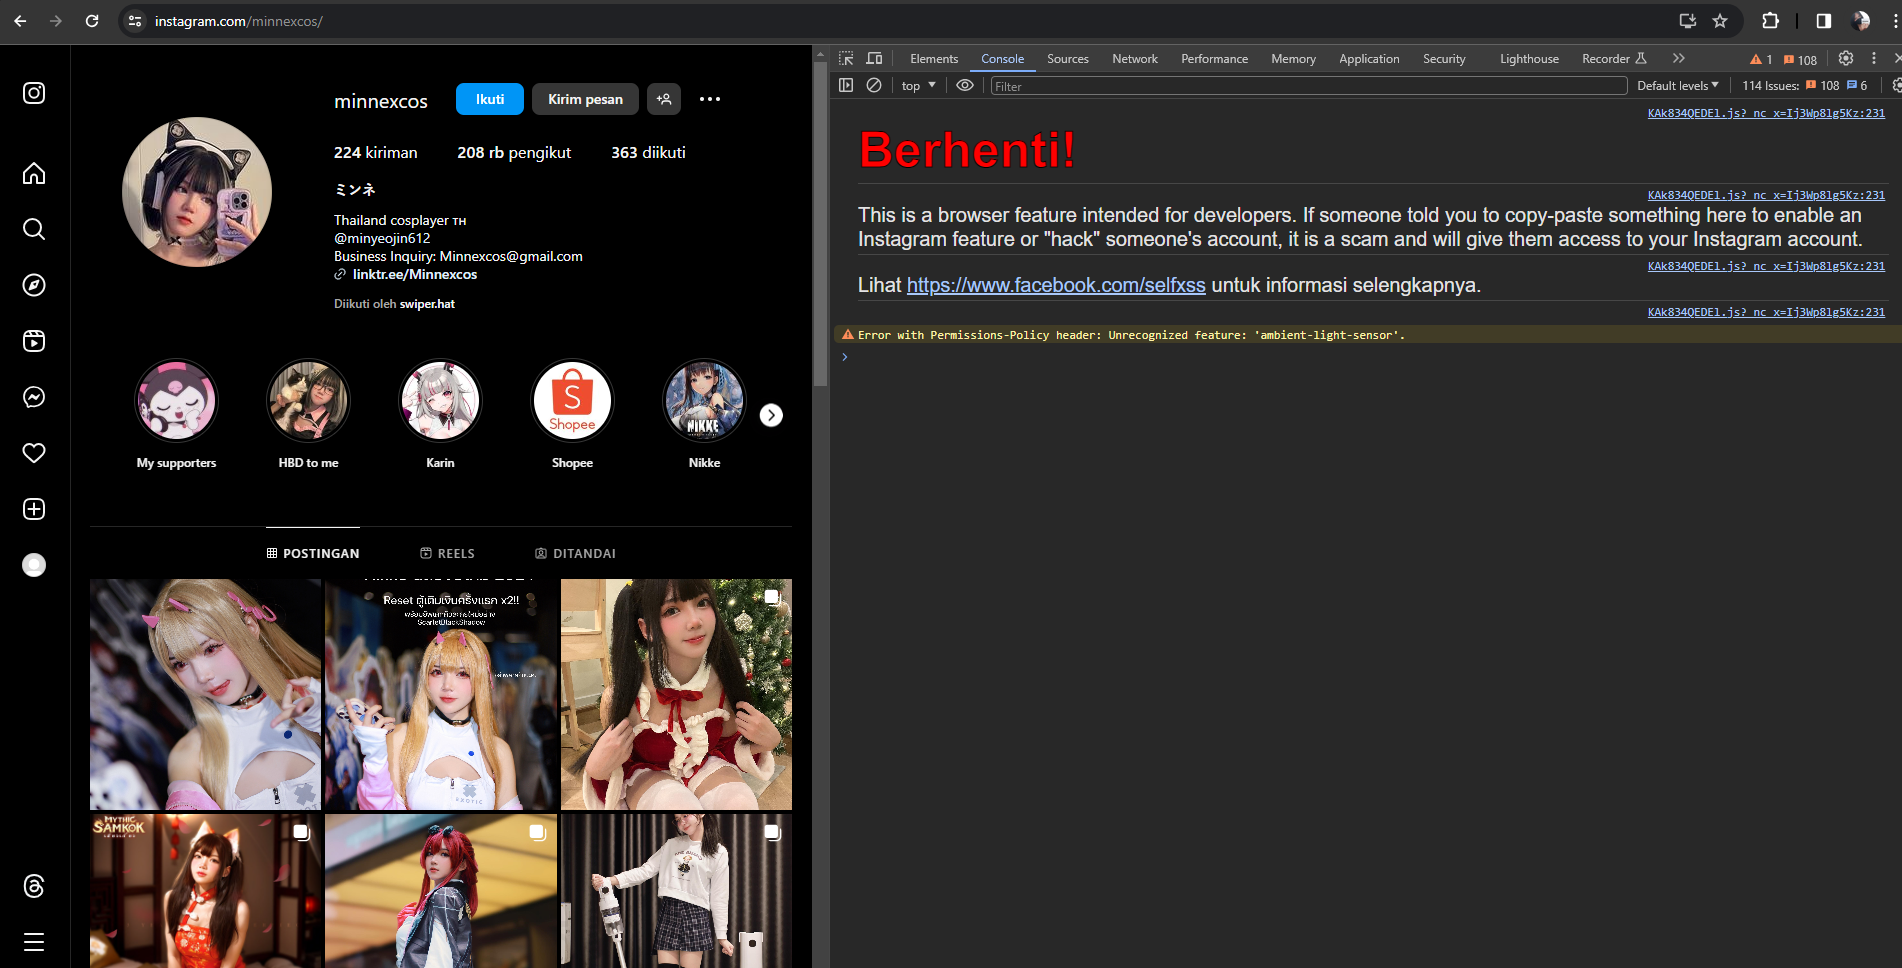 instagram.com/minnexcos/
minnexcos
Ikuti
Kirim pesan
224 kiriman
208 rb pengikut
363 diikuti
ミンネ
Thailand cosplayer TH
@minyeojin612
Business Inquiry: Minnexcos@gmail.com
linktr.ee/Minnexcos
Diikuti oleh swiper.hat
Shopee
NIKKE
My supporters
HBD to me
Karin
Shopee
Nikke
POSTINGAN
REELS
DITANDAI
Reset ตู้เติมเงินครั้งแรก x2!!
ScarletBlackShadow
EXOTIC
MYTHIC
SAMKOK
Elements
Console
Sources
Network
Performance
Memory
Application
Security
Lighthouse
Recorder
1
108
top
Filter
Default levels
114 Issues:
108
6
KAk834QEDEl.js?_nc_x=Ij3Wp8lg5Kz:231
Berhenti!
KAk834QEDEl.js?_nc_x=Ij3Wp8lg5Kz:231
This is a browser feature intended for developers. If someone told you to copy-paste something here to enable an
Instagram feature or "hack" someone's account, it is a scam and will give them access to your Instagram account.
KAk834QEDEl.js?_nc_x=Ij3Wp8lg5Kz:231
Lihat https://www.facebook.com/selfxss untuk informasi selengkapnya.
KAk834QEDEl.js?_nc_x=Ij3Wp8lg5Kz:231
Error with Permissions-Policy header: Unrecognized feature: 'ambient-light-sensor'.